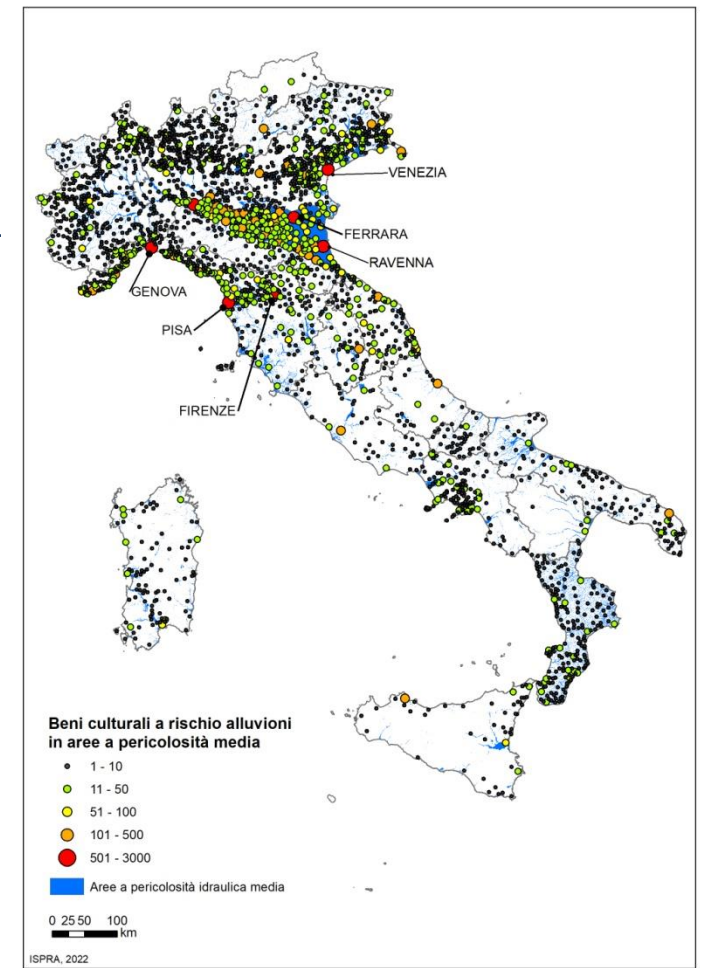 VENEZIA
FERRARA
RAVENNA
GENOVA
PISA
FIRENZE
Beni culturali a rischio alluvioni
in aree a pericolosità media
1 - 10
11 - 50
51 - 100
101 - 500
501 - 3000
Aree a pericolosità idraulica media
0 25 50 100
km
ISPRA, 2022